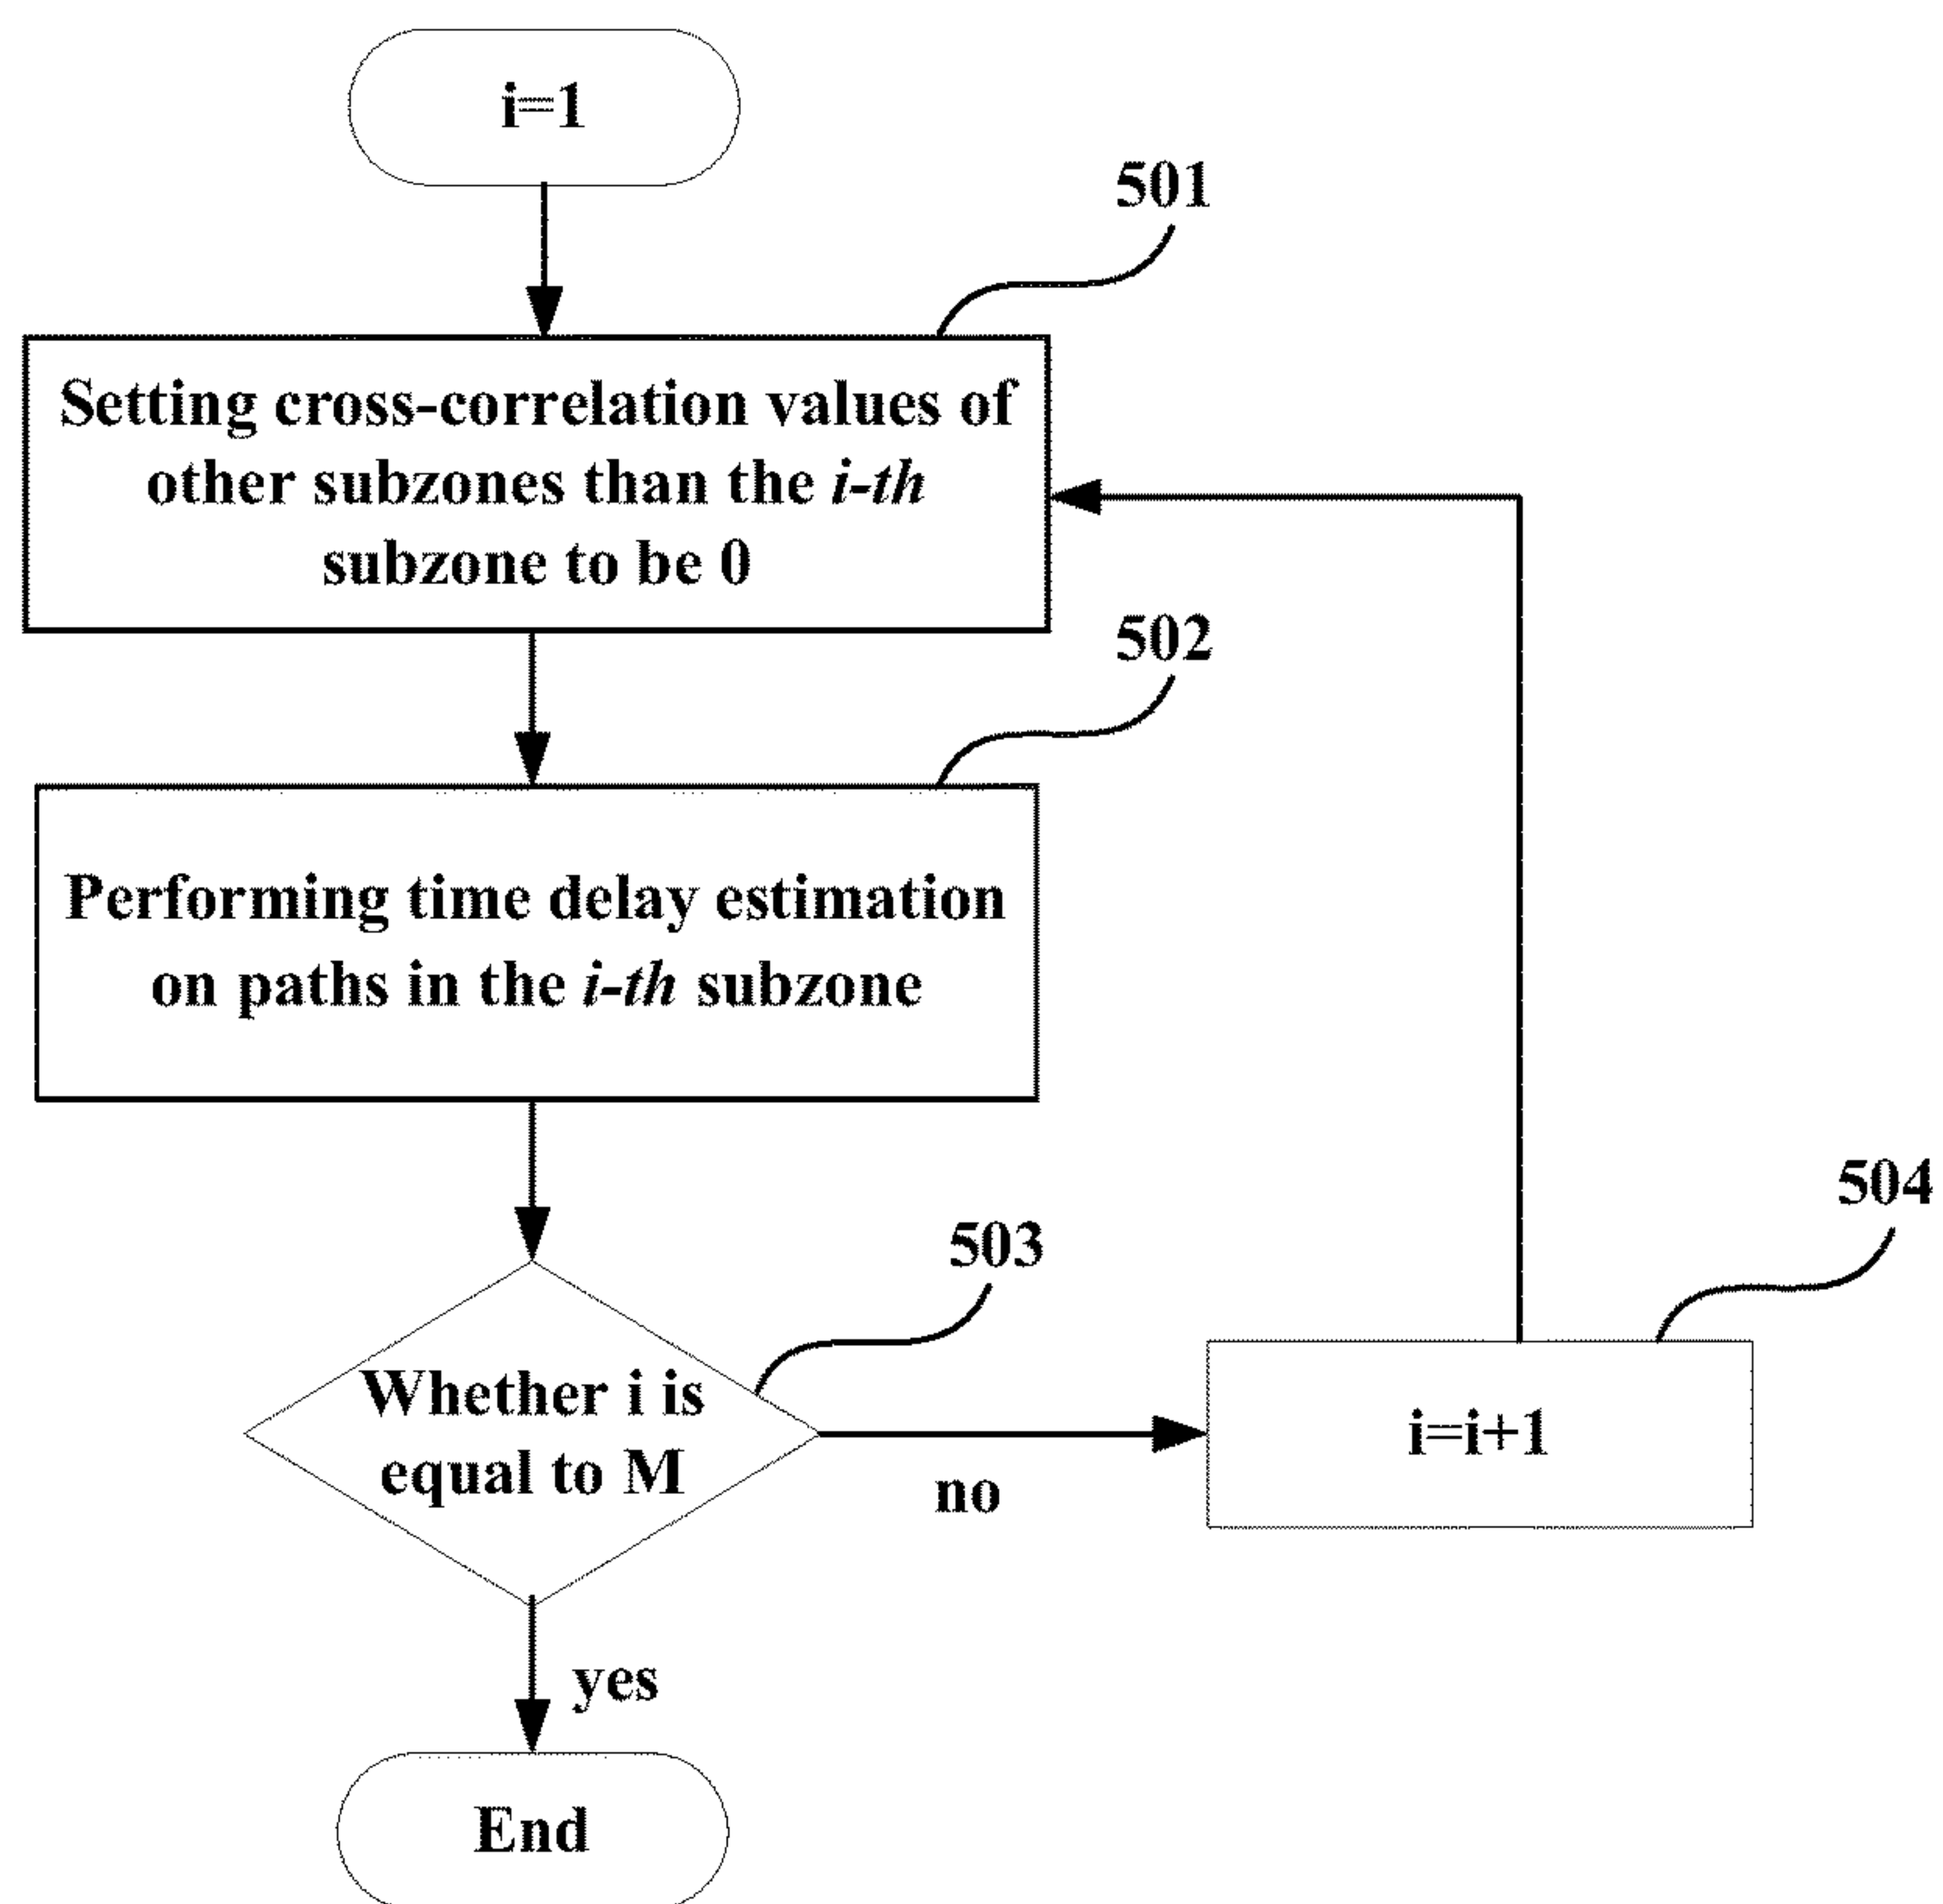 i=1
501
Setting cross-correlation values of
other subzones than the i-th
subzone to be 0
502
Performing time delay estimation
on paths in the i-th subzone
503
504
Whether i is
equal to M
no
i=i+1
yes
End